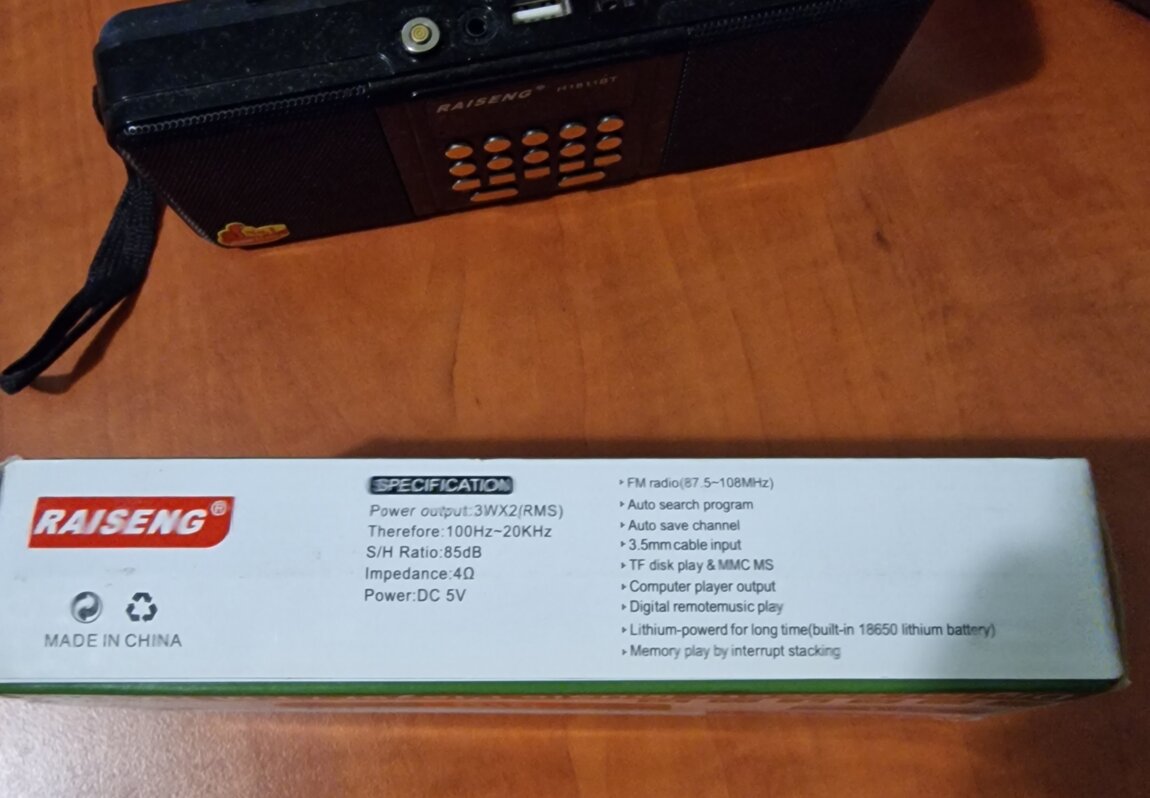 RAISENG®
RAISENG®
MADE IN CHINA
SPECIFICATION
Power output:3WX2(RMS)
Therefore:100Hz~20KHz
S/H Ratio:85dB
Impedance:4Ω
Power:DC 5V
FM radio(87.5~108MHz)
Auto search program
Auto save channel
3.5mm cable input
TF disk play & MMC MS
Computer player output
Digital remotemusic play
Lithium-powerd for long time(built-in 18650 lithium battery)
Memory play by interrupt stacking